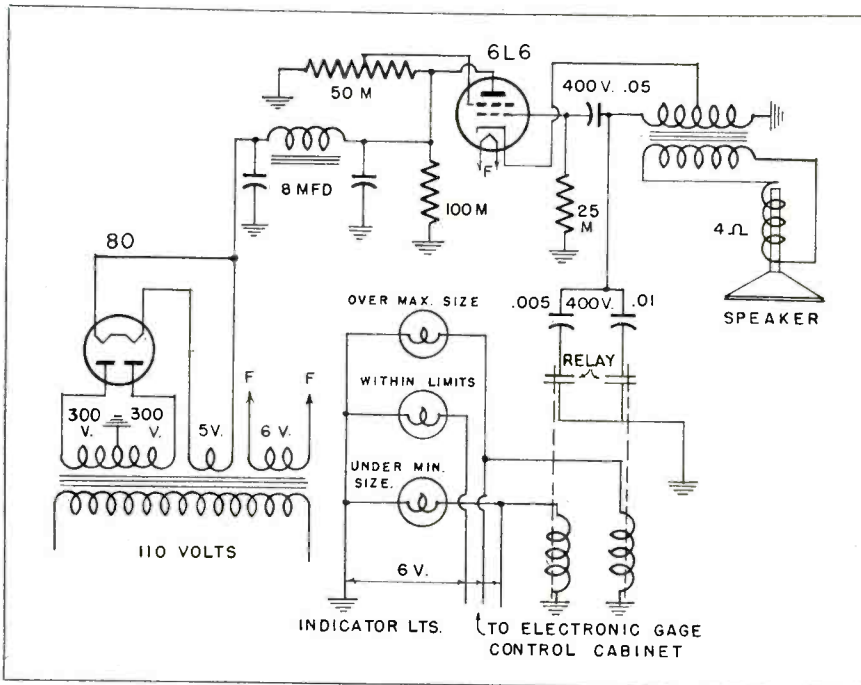 6L6
50 M
400 V. .05
F
8 MFD
100 M
25
M
4 Ω
SPEAKER
80
OVER MAX. SIZE
.005 400V. .01
RELAY
WITHIN LIMITS
F F
300 - 300
V. V.
5V. 6 V.
UNDER MIN.
SIZE.
110 VOLTS
6 V.
INDICATOR LTS.
TO ELECTRONIC GAGE
CONTROL CABINET